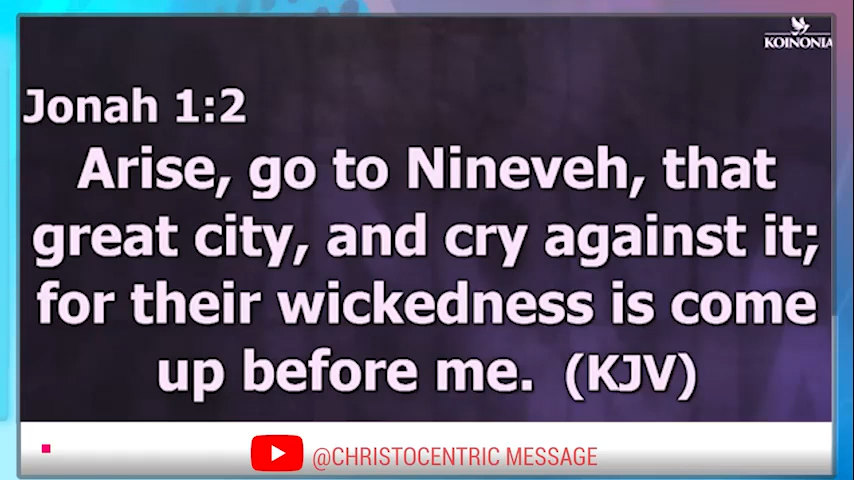 KOINONIA
Jonah 1:2
Arise, go to Nineveh, that
great city, and cry against it;
for their wickedness is come
up before me. (KJV)
@CHRISTOCENTRIC MESSAGE